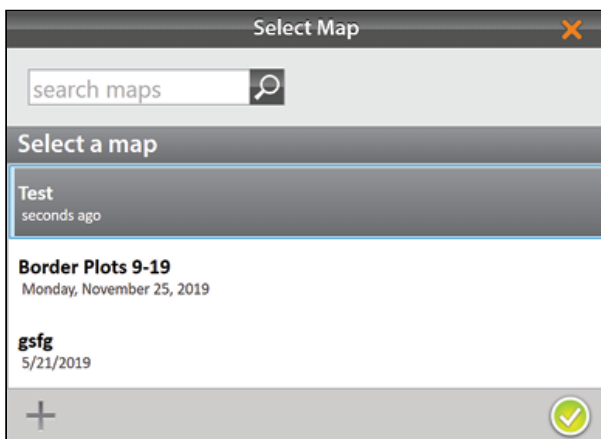 Select Map
search maps
Select a map
Test
seconds ago
Border Plots 9-19
Monday, November 25, 2019
gsfg
5/21/2019